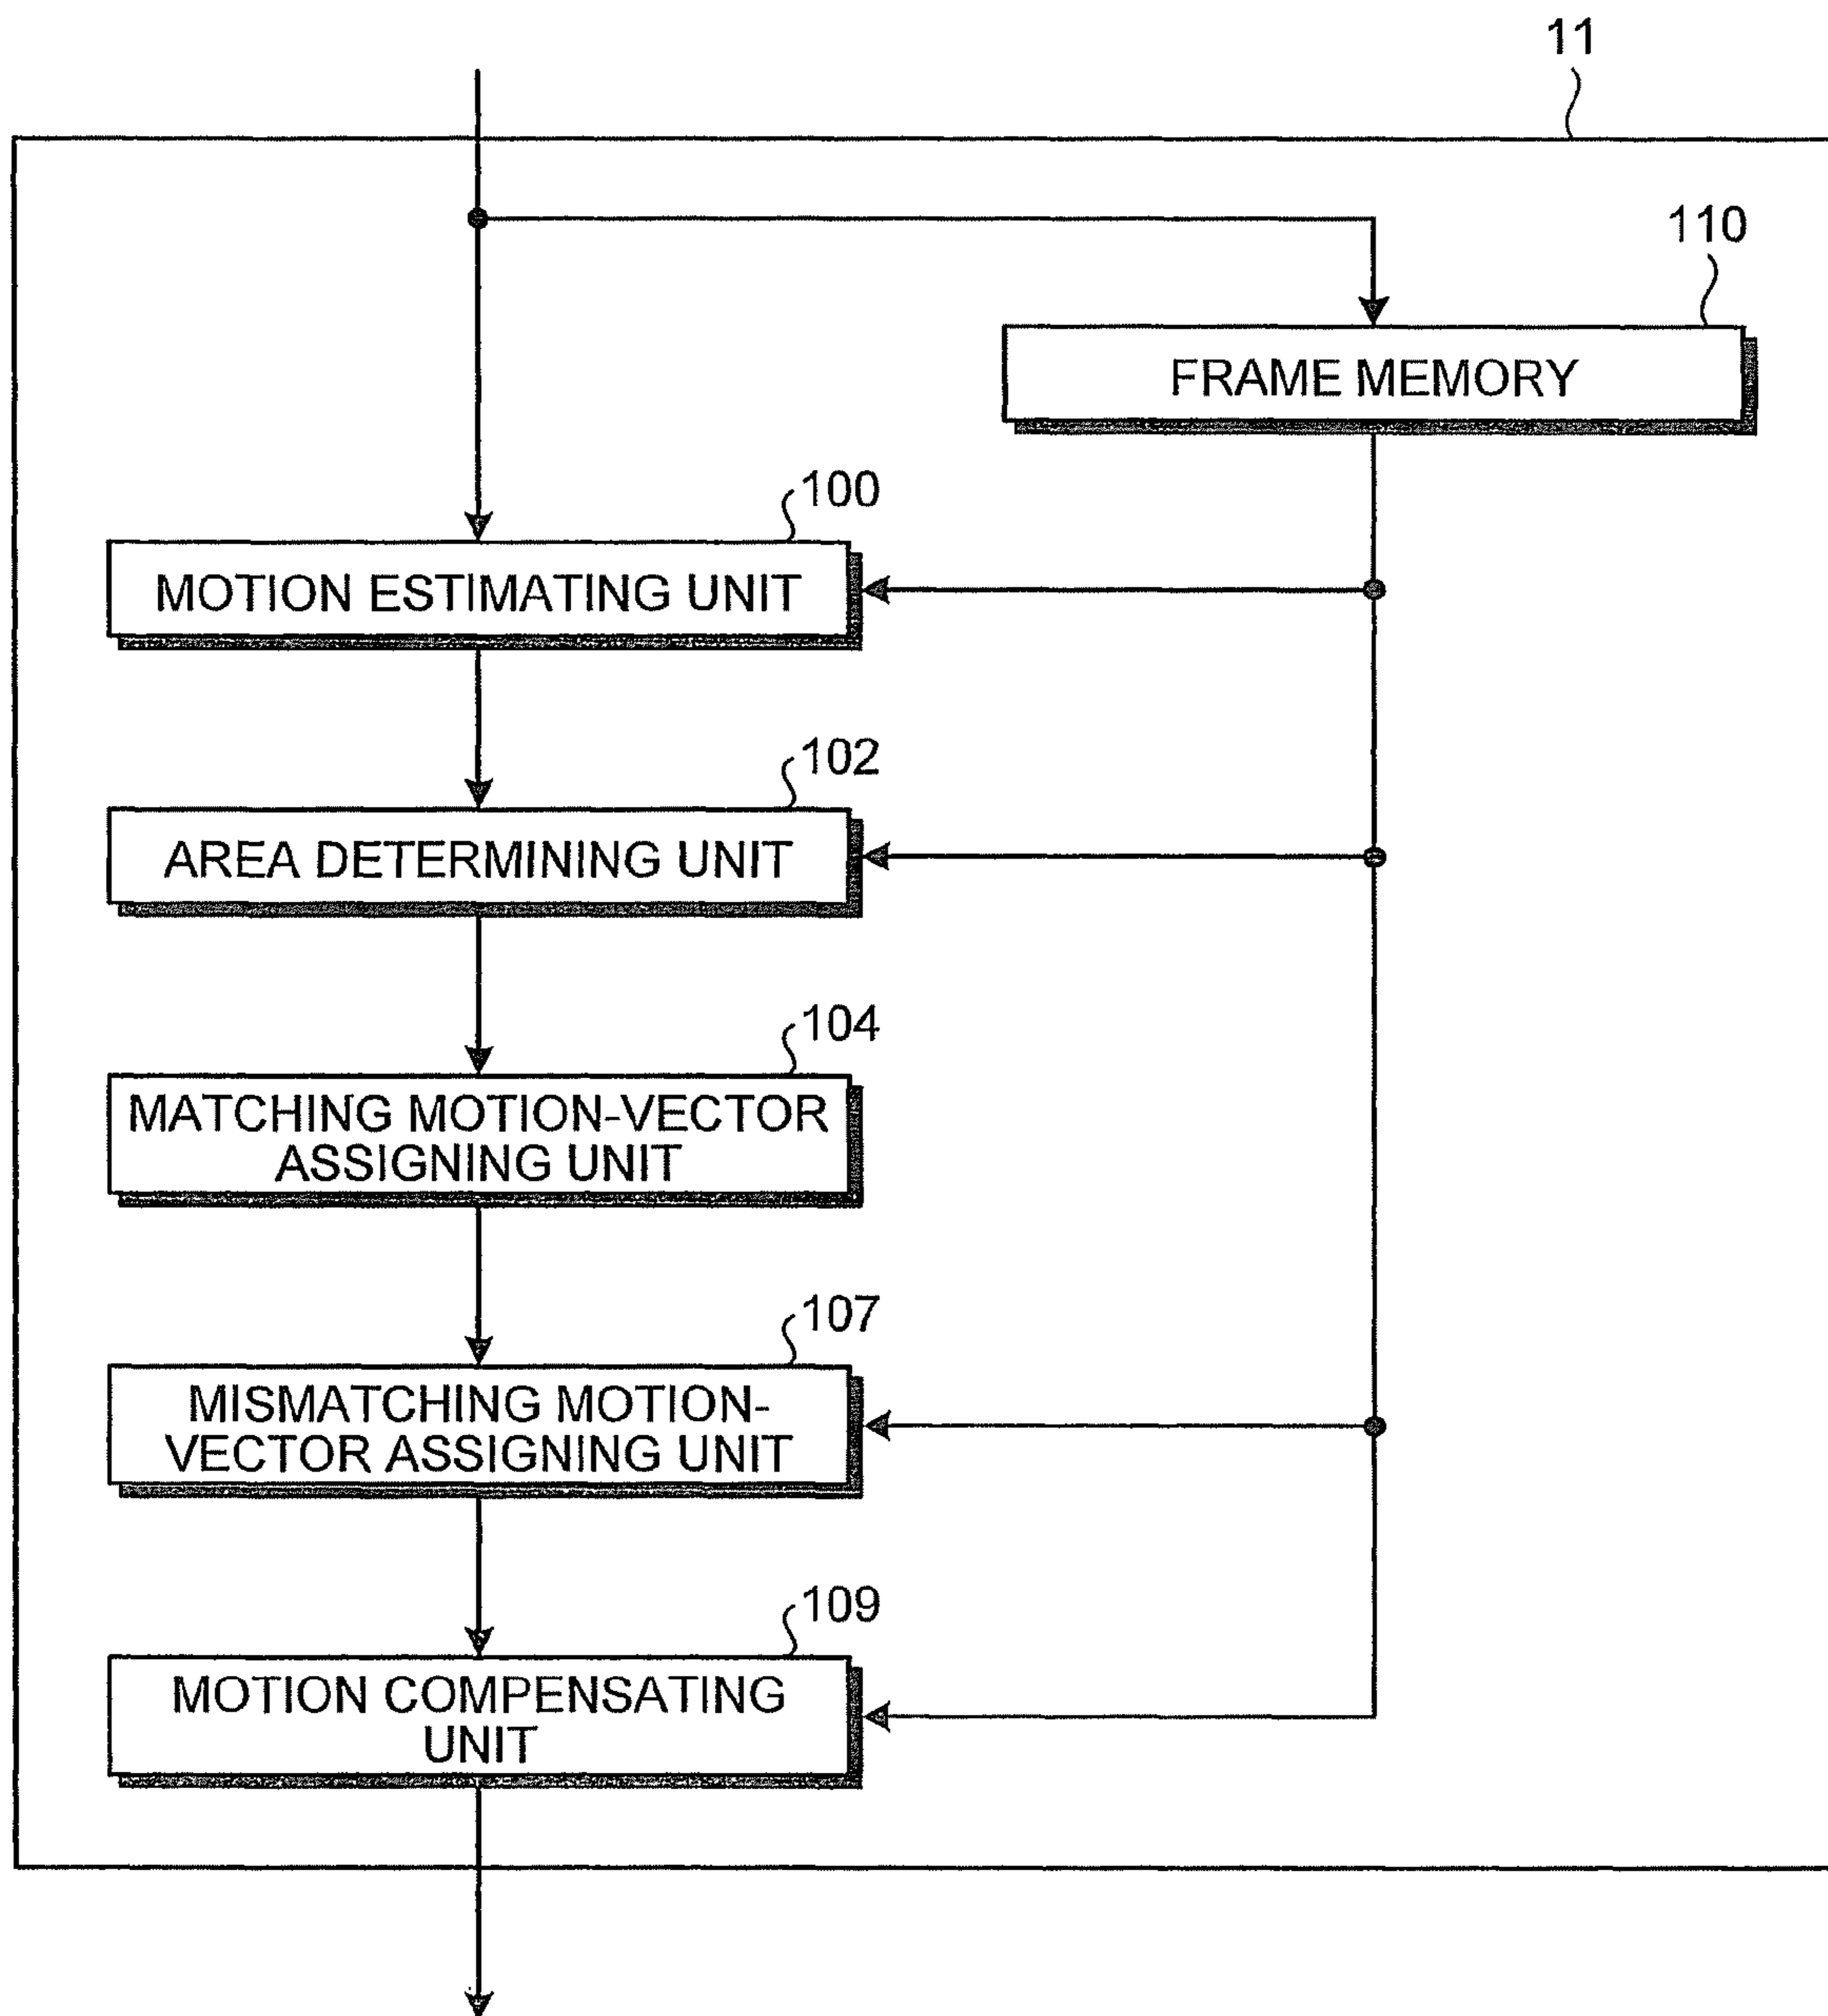 11
110
FRAME MEMORY
100
MOTION ESTIMATING UNIT
102
AREA DETERMINING UNIT
104
MATCHING MOTION-VECTOR
ASSIGNING UNIT
107
MISMATCHING MOTION-
VECTOR ASSIGNING UNIT
109
MOTION COMPENSATING
UNIT